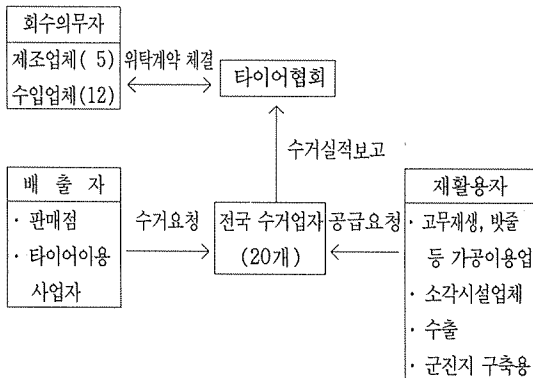 회수의무자
제조업체( 5)
수입업체(12)
위탁계약 체결
타이어협회
수거실적보고
배 출 자
· 판매점
· 타이어이용
사업자
수거요청
전국 수거업자
(20개)
공급요청
재활용자
· 고무재생, 밧줄
등 가공이용업
· 소각시설업체
· 수출
· 군진지 구축용